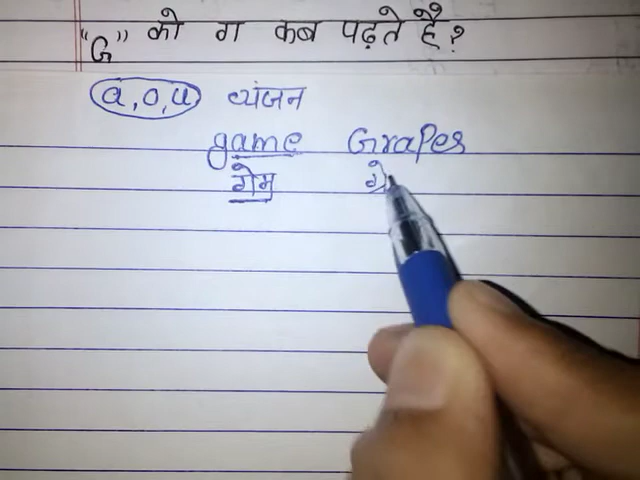 "G" को ग कब पढ़ते है?
a, o, u व्यंजन
game Grapes
गेम ग्रे